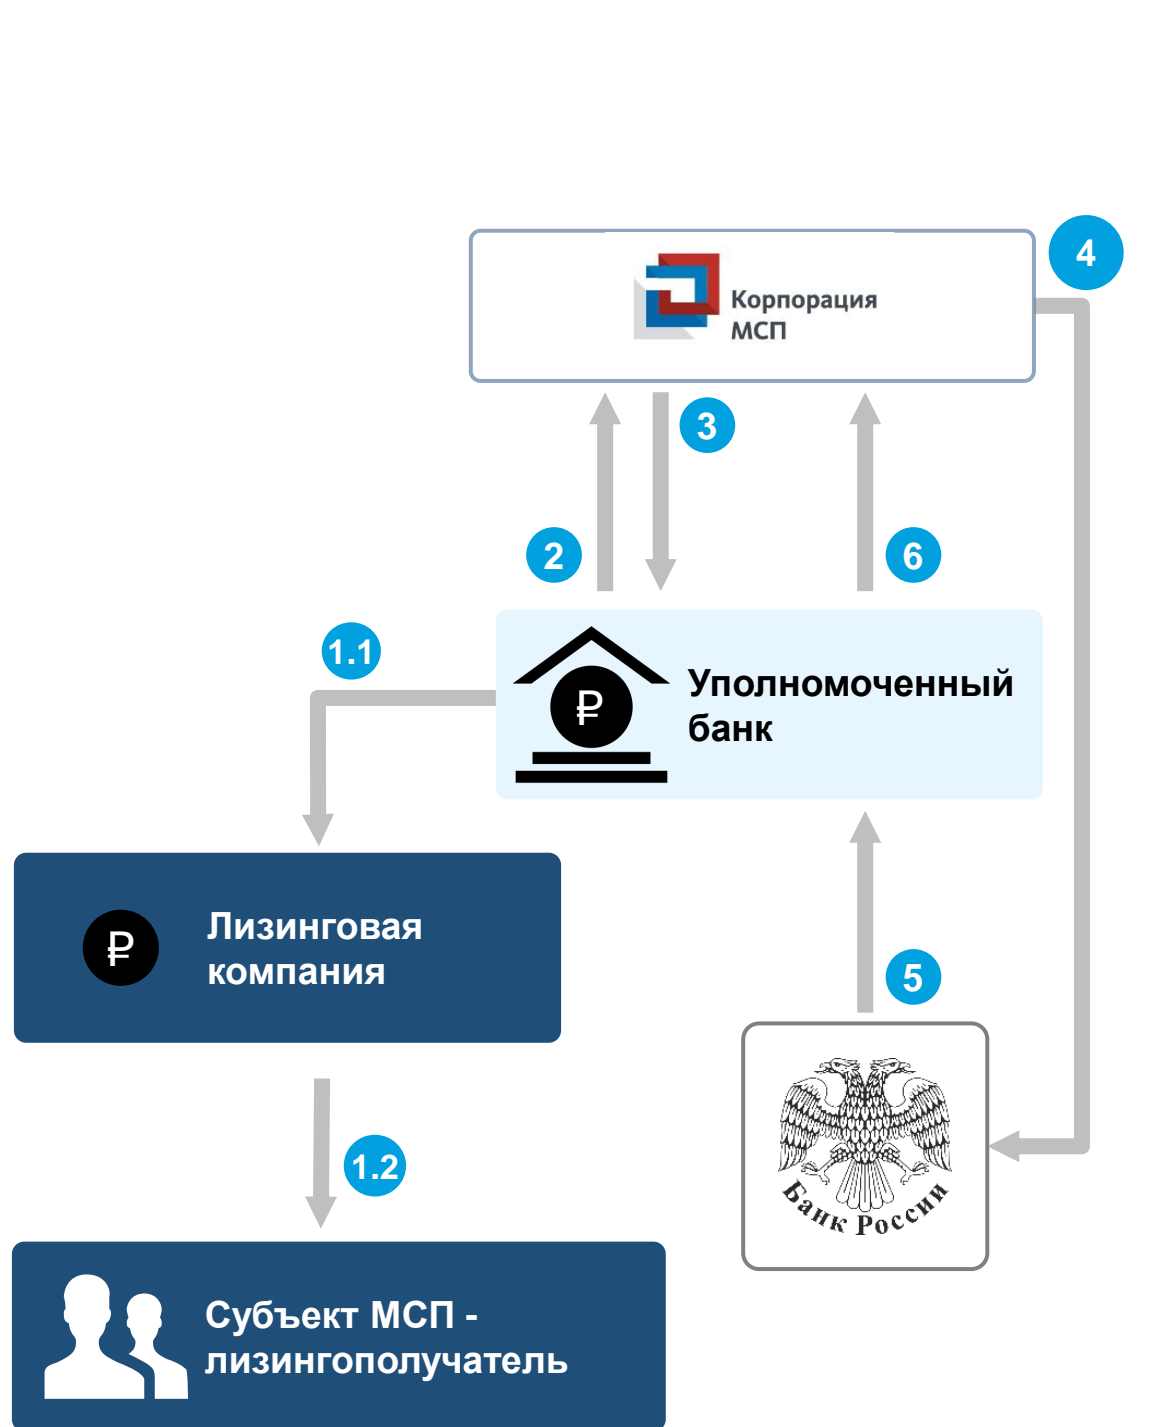 4
Корпорация
МСП
3
2
6
1.1
₽
Уполномоченный
банк
₽
Лизинговая
компания
5
1.2
Банк России
Субъект МСП -
лизингополучатель